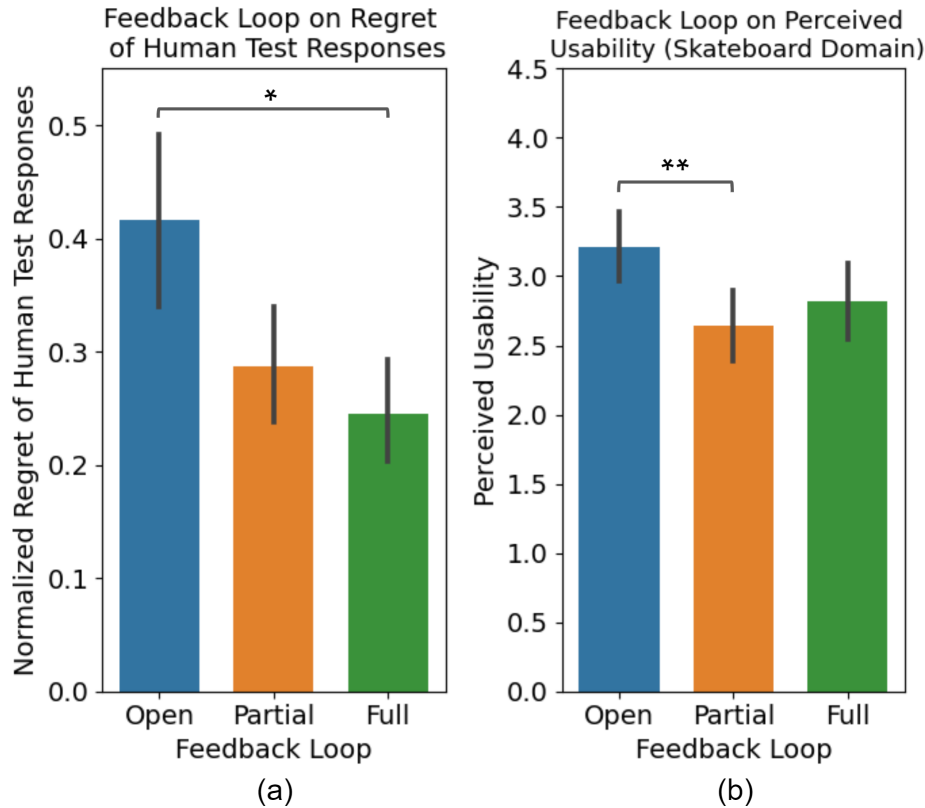 Feedback Loop on Regret
of Human Test Responses
Normalized Regret of Human Test Responses
0.5
0.4
0.3
0.2
0.1
0.0
*
Open Partial Full
Feedback Loop
(a)
Feedback Loop on Perceived
Usability (Skateboard Domain)
Perceived Usability
4.5
4.0
3.5
3.0
2.5
2.0
1.5
1.0
0.5
0.0
**
Open Partial Full
Feedback Loop
(b)